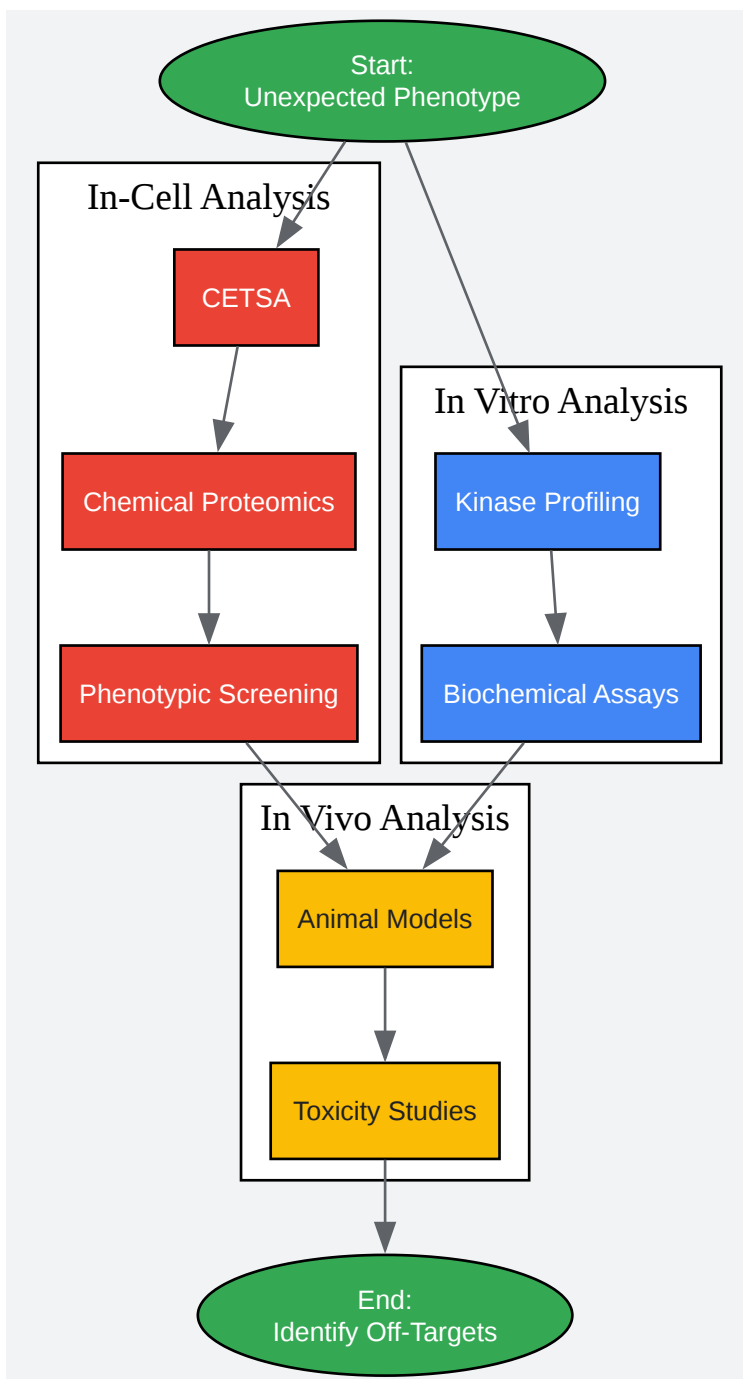 Start:
Unexpected Phenotype
In-Cell Analysis
CETSA
Chemical Proteomics
Phenotypic Screening
In Vitro Analysis
Kinase Profiling
Biochemical Assays
In Vivo Analysis
Animal Models
Toxicity Studies
End:
Identify Off-Targets